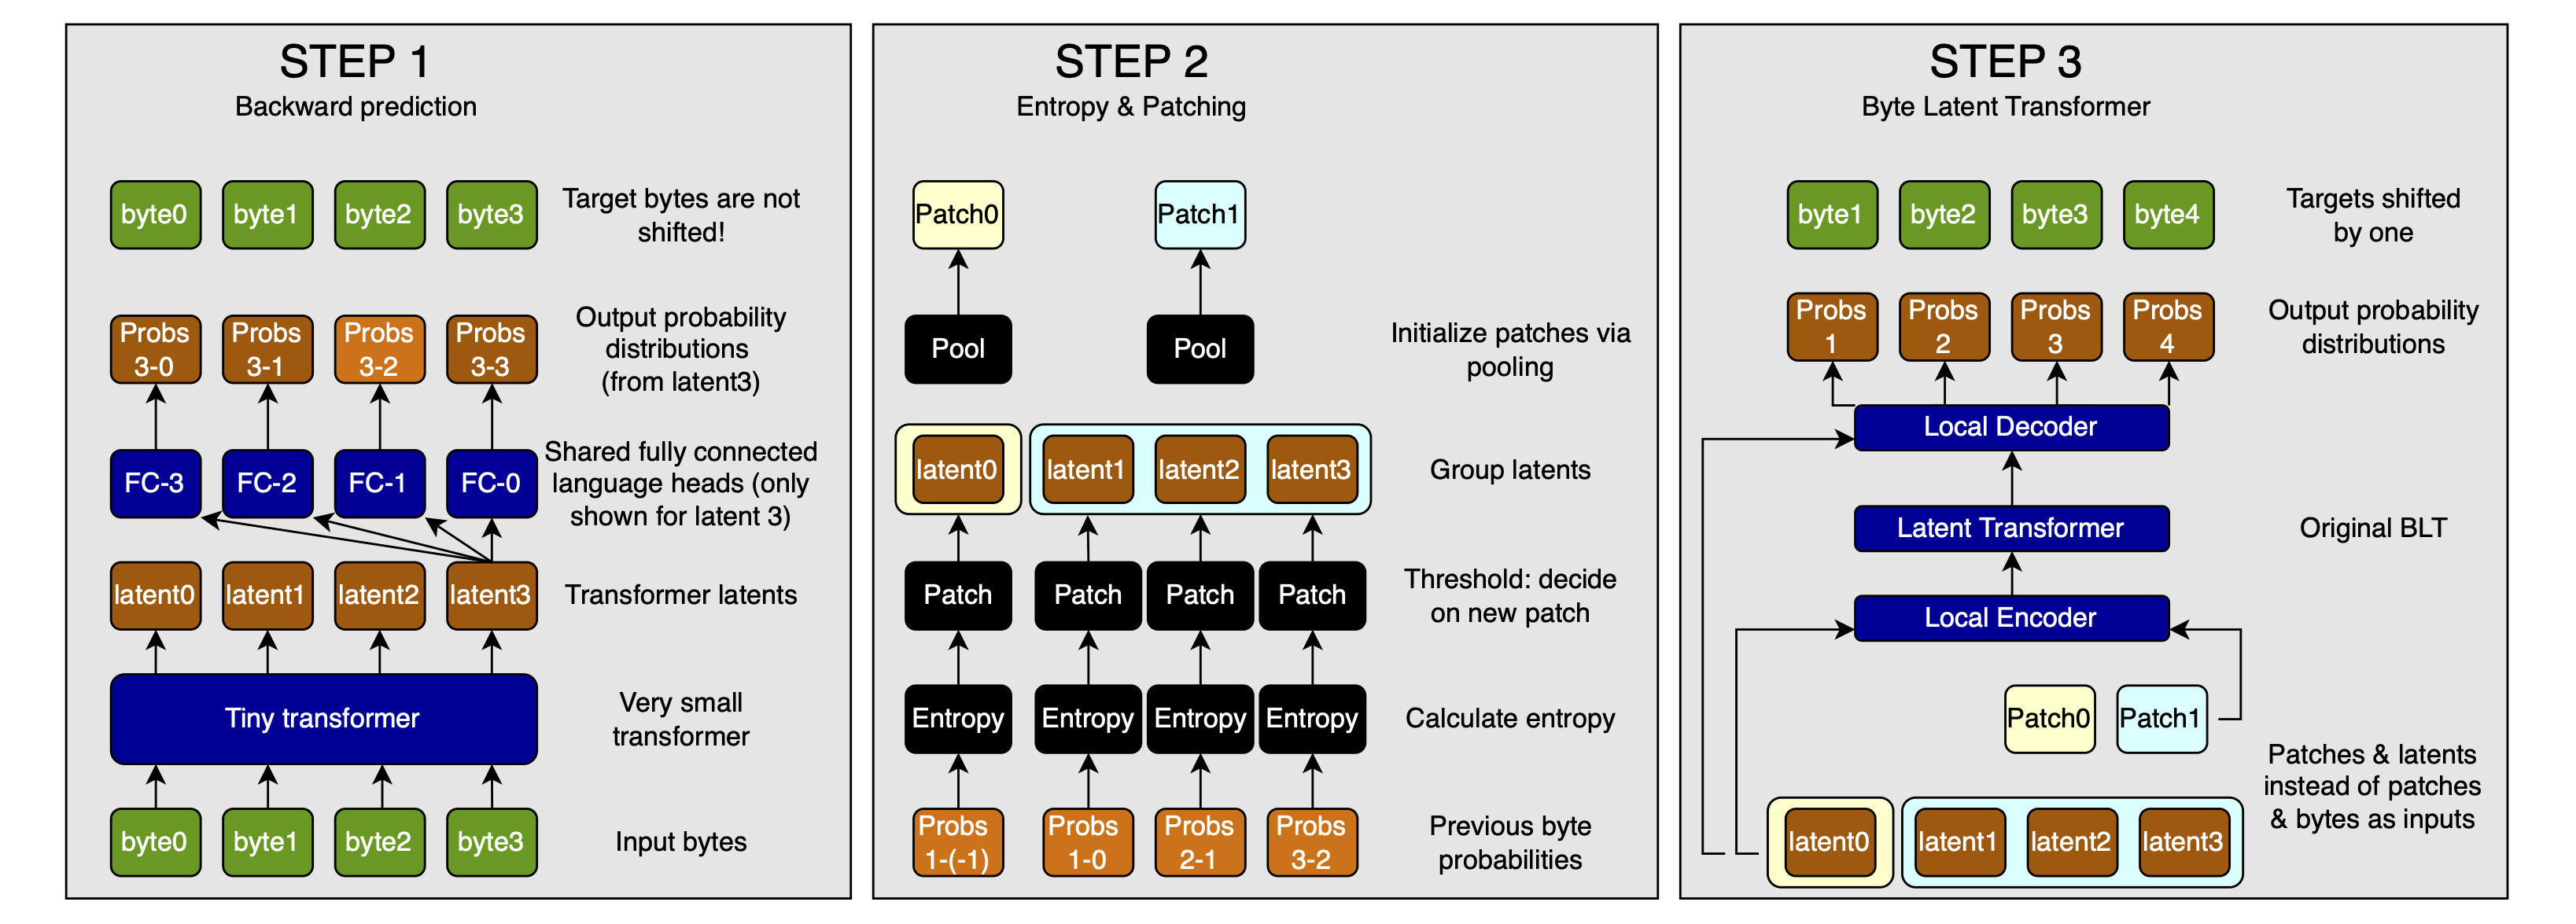 STEP 1
Backward prediction
byte0 byte1 byte2 byte3
Target bytes are not
shifted!
Probs
3-0
Probs
3-1
Probs
3-2
Probs
3-3
Output probability
distributions
(from latent3)
FC-3 FC-2 FC-1 FC-0
Shared fully connected
language heads (only
shown for latent 3)
latent0 latent1 latent2 latent3
Transformer latents
Tiny transformer
Very small
transformer
byte0 byte1 byte2 byte3
Input bytes
STEP 2
Entropy & Patching
Patch0 Patch1
Pool Pool
Initialize patches via
pooling
latent0 latent1 latent2 latent3
Group latents
Patch Patch Patch Patch
Threshold: decide
on new patch
Entropy Entropy Entropy Entropy
Calculate entropy
Probs
1-(-1)
Probs
1-0
Probs
2-1
Probs
3-2
Previous byte
probabilities
STEP 3
Byte Latent Transformer
byte1 byte2 byte3 byte4
Targets shifted
by one
Probs
1
Probs
2
Probs
3
Probs
4
Output probability
distributions
Local Decoder
Latent Transformer
Original BLT
Local Encoder
Patch0 Patch1
Patches & latents
instead of patches
& bytes as inputs
latent0 latent1 latent2 latent3